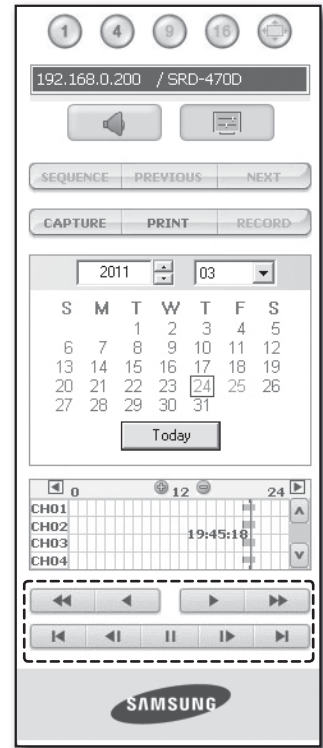 1 4 9 16
192.168.0.200 / SRD-470D
SEQUENCE PREVIOUS NEXT
CAPTURE PRINT RECORD
2011 03
S M T W T F S
1 2 3 4 5
6 7 8 9 10 11 12
13 14 15 16 17 18 19
20 21 22 23 24 25 26
27 28 29 30 31
Today
0 12 24
CH01
CH02
19:45:18
CH03
CH04
SAMSUNG